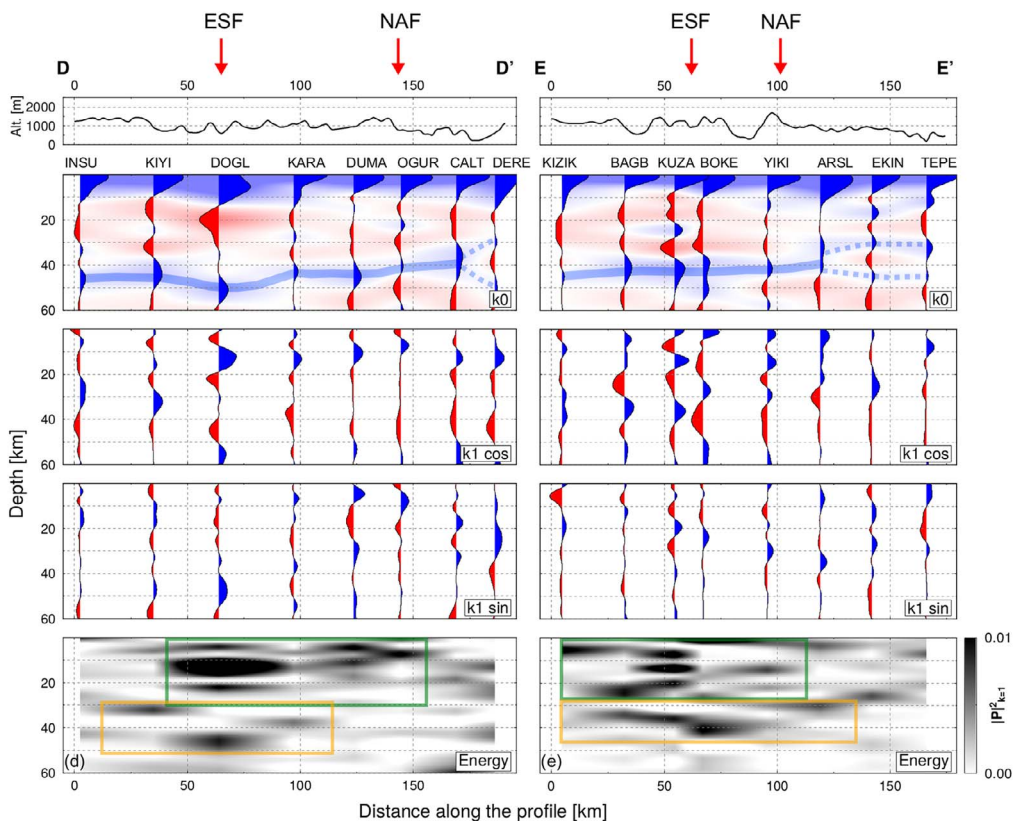 ESF NAF ESF NAF
D D' E E'
0 50 100 150 0 50 100 150
Alt. [m]
2000
1000
0
INSU KIYI DOGL KARA DUMA OGUR CALT DERE KIZIK BAGB KUZA BOKE YIKI ARSL EKIN TEPE
20
40
60
k0 k0
20
40
60
k1 cos k1 cos
Depth [km]
20
40
60
k1 sin k1 sin
20
40
60
(d) Energy (e) Energy
0.01
0.00
|P|²k=1
0 50 100 150 0 50 100 150
Distance along the profile [km]